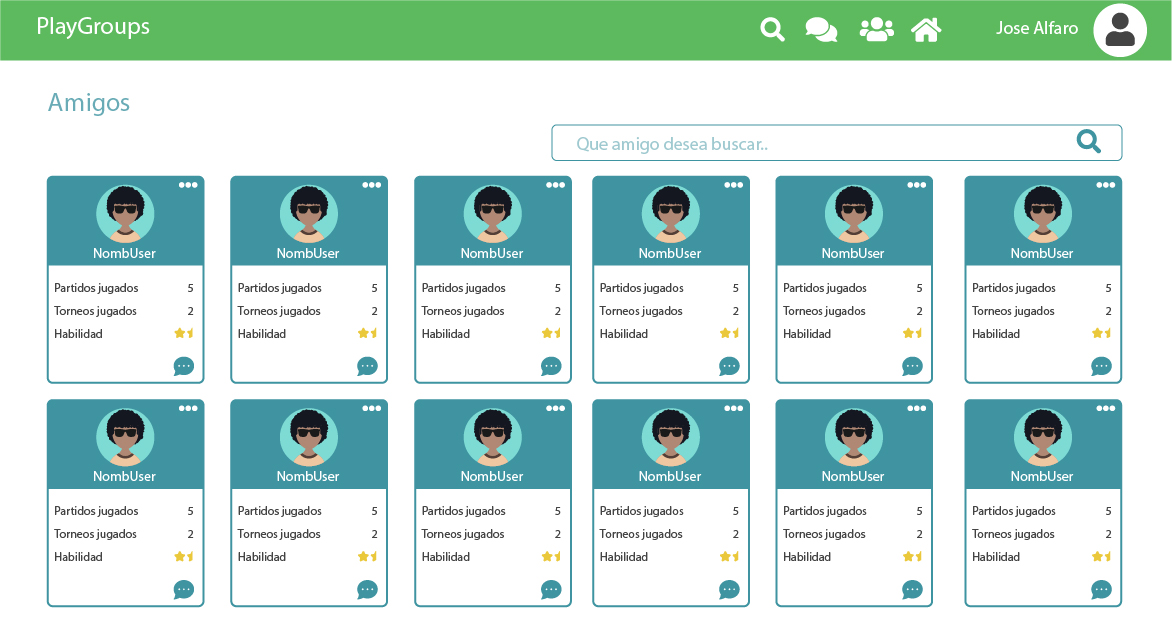 PlayGroups Jose Alfaro
Amigos
Que amigo desea buscar..
NombUser NombUser NombUser NombUser NombUser NombUser
Partidos jugados 5 Partidos jugados 5 Partidos jugados 5 Partidos jugados 5 Partidos jugados 5 Partidos jugados 5
Torneos jugados 2 Torneos jugados 2 Torneos jugados 2 Torneos jugados 2 Torneos jugados 2 Torneos jugados 2
Habilidad Habilidad Habilidad Habilidad Habilidad Habilidad
NombUser NombUser NombUser NombUser NombUser NombUser
Partidos jugados 5 Partidos jugados 5 Partidos jugados 5 Partidos jugados 5 Partidos jugados 5 Partidos jugados 5
Torneos jugados 2 Torneos jugados 2 Torneos jugados 2 Torneos jugados 2 Torneos jugados 2 Torneos jugados 2
Habilidad Habilidad Habilidad Habilidad Habilidad Habilidad